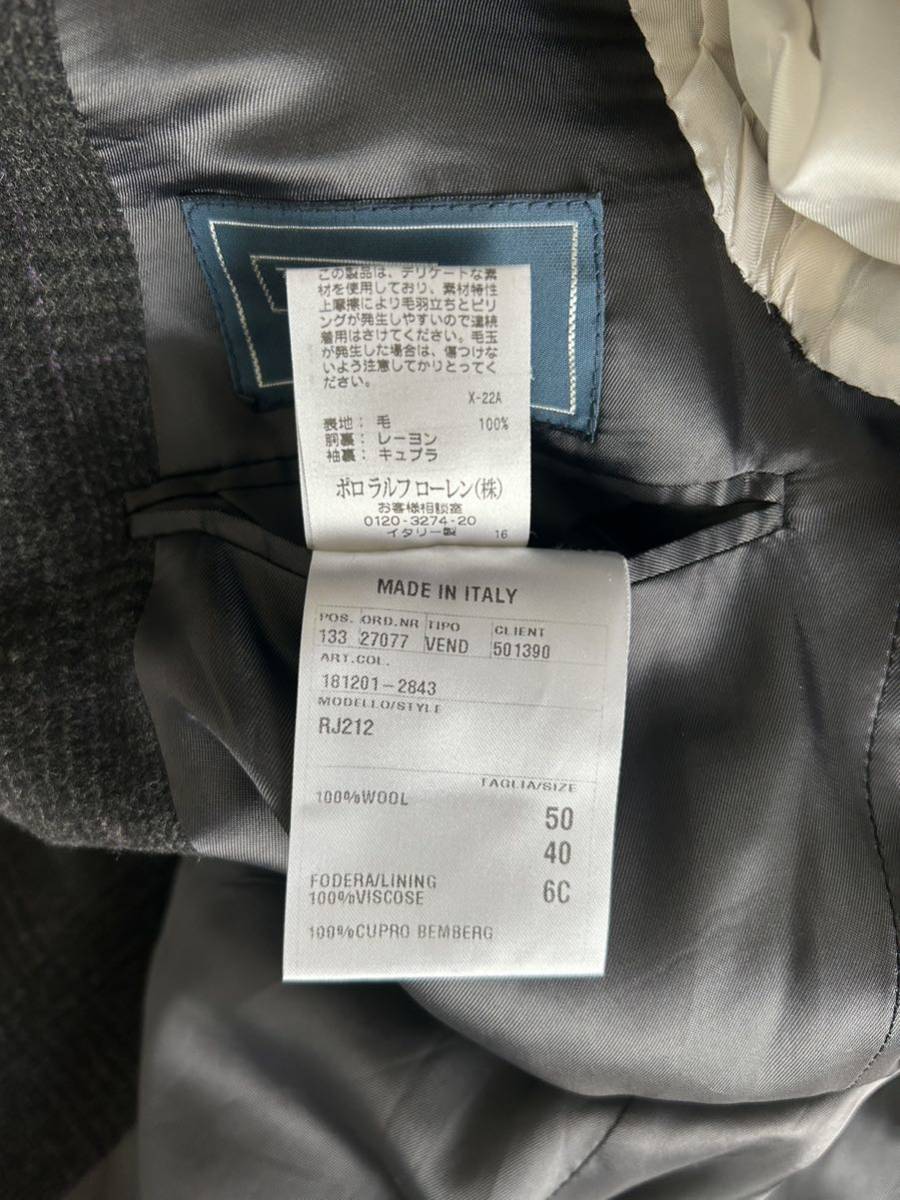 この製品は、デリケートな素
材を使用しており、素材特性
上摩擦により毛羽立ちとピリ
ングが発生しやすいので連続
着用はさけてください。毛玉
が発生した場合は、傷つけな
いよう注意してかりとってく
ださい。
X-22A
表地: 毛 100%
胴裏: レーヨン
袖裏: キュプラ
ポロ ラルフ ローレン(株)
お客様相談室
0120-3274-20
イタリー製 16
MADE IN ITALY
POS. ORD.NR TIPO CLIENT
133 27077 VEND 501390
ART.COL.
181201-2843
MODELLO/STYLE
RJ212
TAGLIA/SIZE
100%WOOL
50
40
6C
FODERA/LINING
100%VISCOSE
100%CUPRO BEMBERG